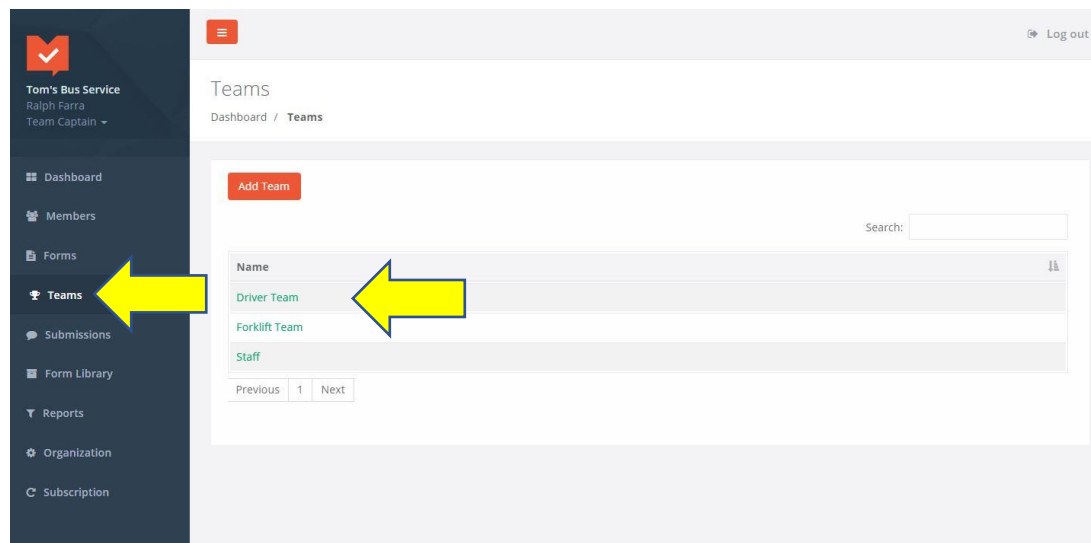 Tom's Bus Service
Ralph Farra
Team Captain
Dashboard
Members
Forms
Teams
Submissions
Form Library
Reports
Organization
Subscription
Log out
Teams
Dashboard / Teams
Add Team
Search:
Name
Driver Team
Forklift Team
Staff
Previous 1 Next